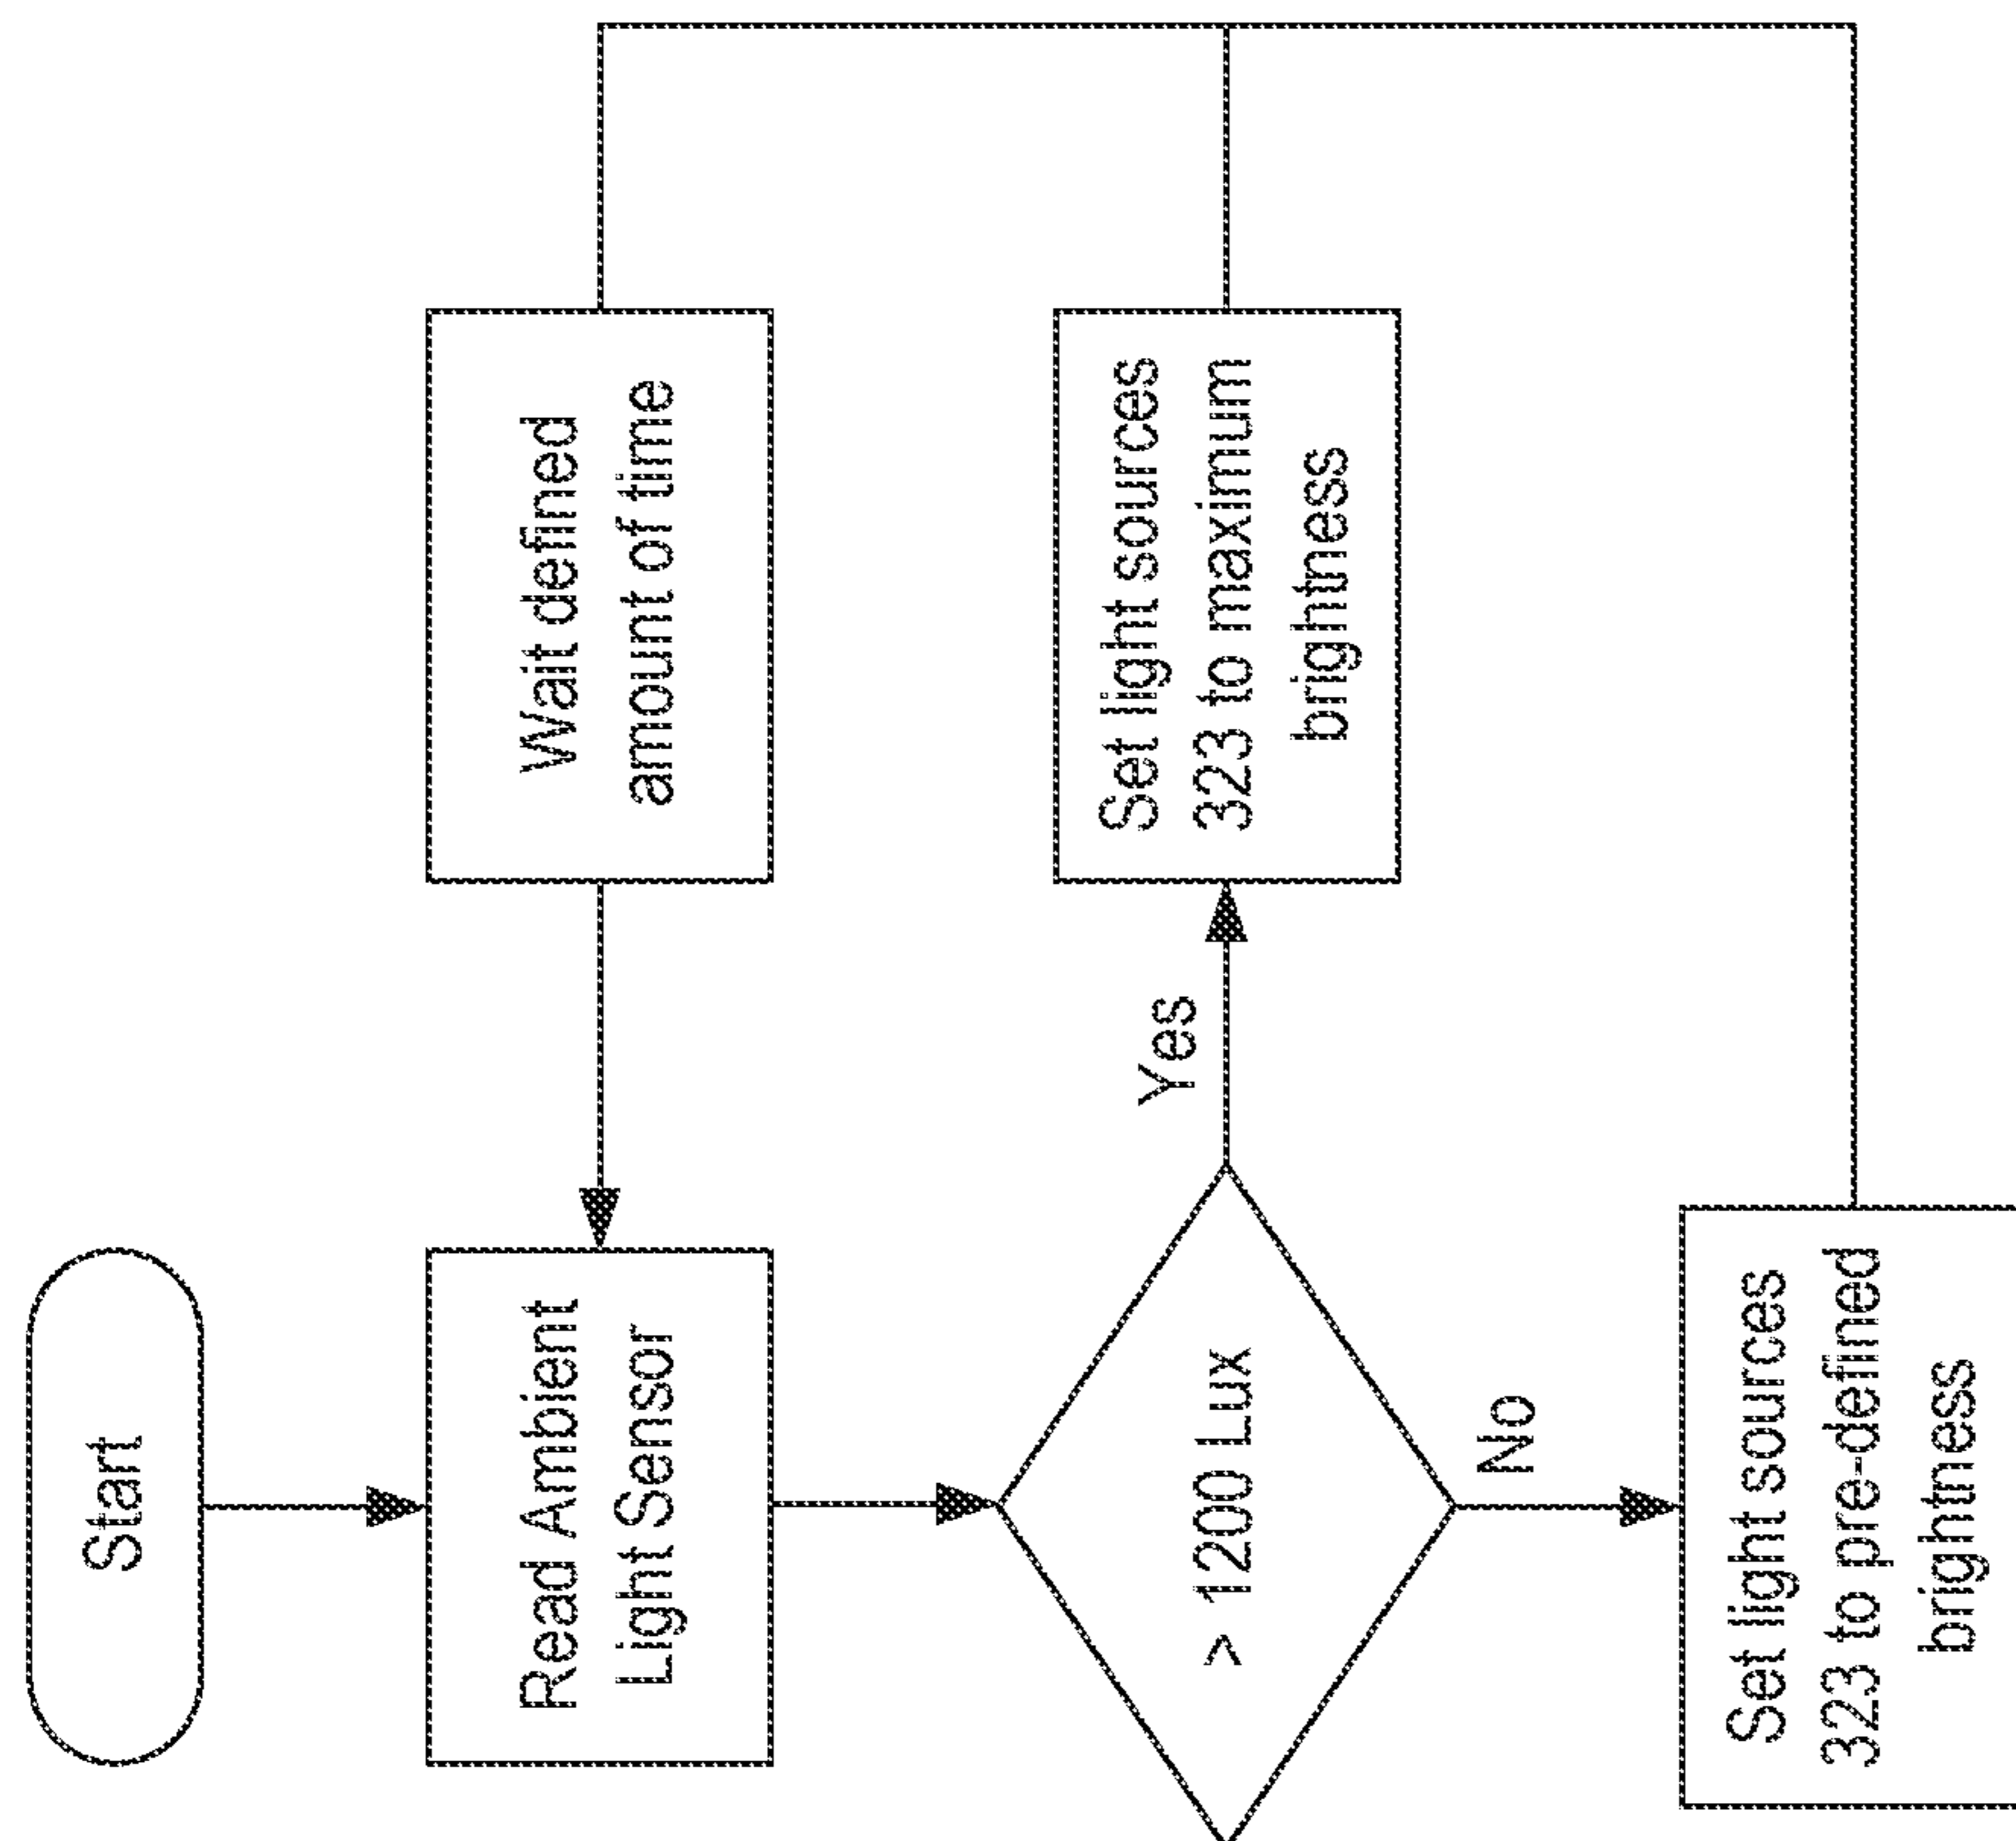 Start
Read Ambient
Light Sensor
Wait defined
amount of time
> 1200 Lux
Yes
Set light sources
323 to maximum
brightness
No
Set light sources
323 to pre-defined
brightness